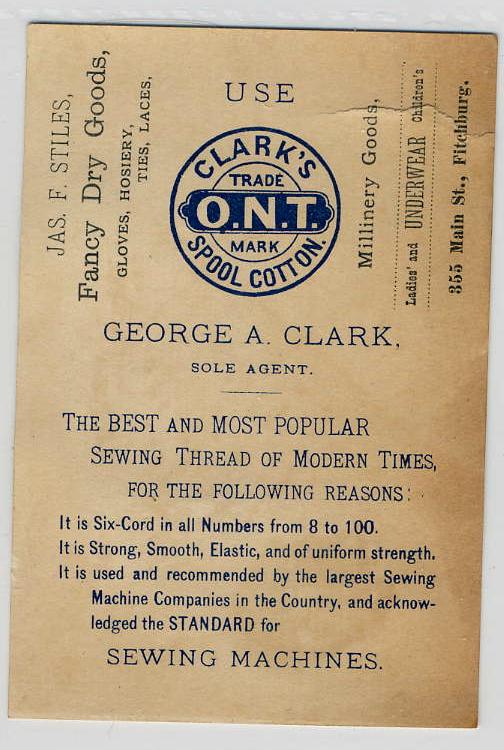 JAS. F. STILES,
Fancy Dry Goods,
GLOVES, HOSIERY,
TIES, LACES,
USE
CLARK'S
TRADE
O.N.T.
MARK
SPOOL COTTON.
Millinery Goods,
Ladies' and UNDERWEAR Children's
355 Main St., Fitchburg.
GEORGE A. CLARK,
SOLE AGENT.
THE BEST AND MOST POPULAR
SEWING THREAD OF MODERN TIMES,
FOR THE FOLLOWING REASONS:
It is Six-Cord in all Numbers from 8 to 100.
It is Strong, Smooth, Elastic, and of uniform strength.
It is used and recommended by the largest Sewing
Machine Companies in the Country, and acknow-
ledged the STANDARD for
SEWING MACHINES.